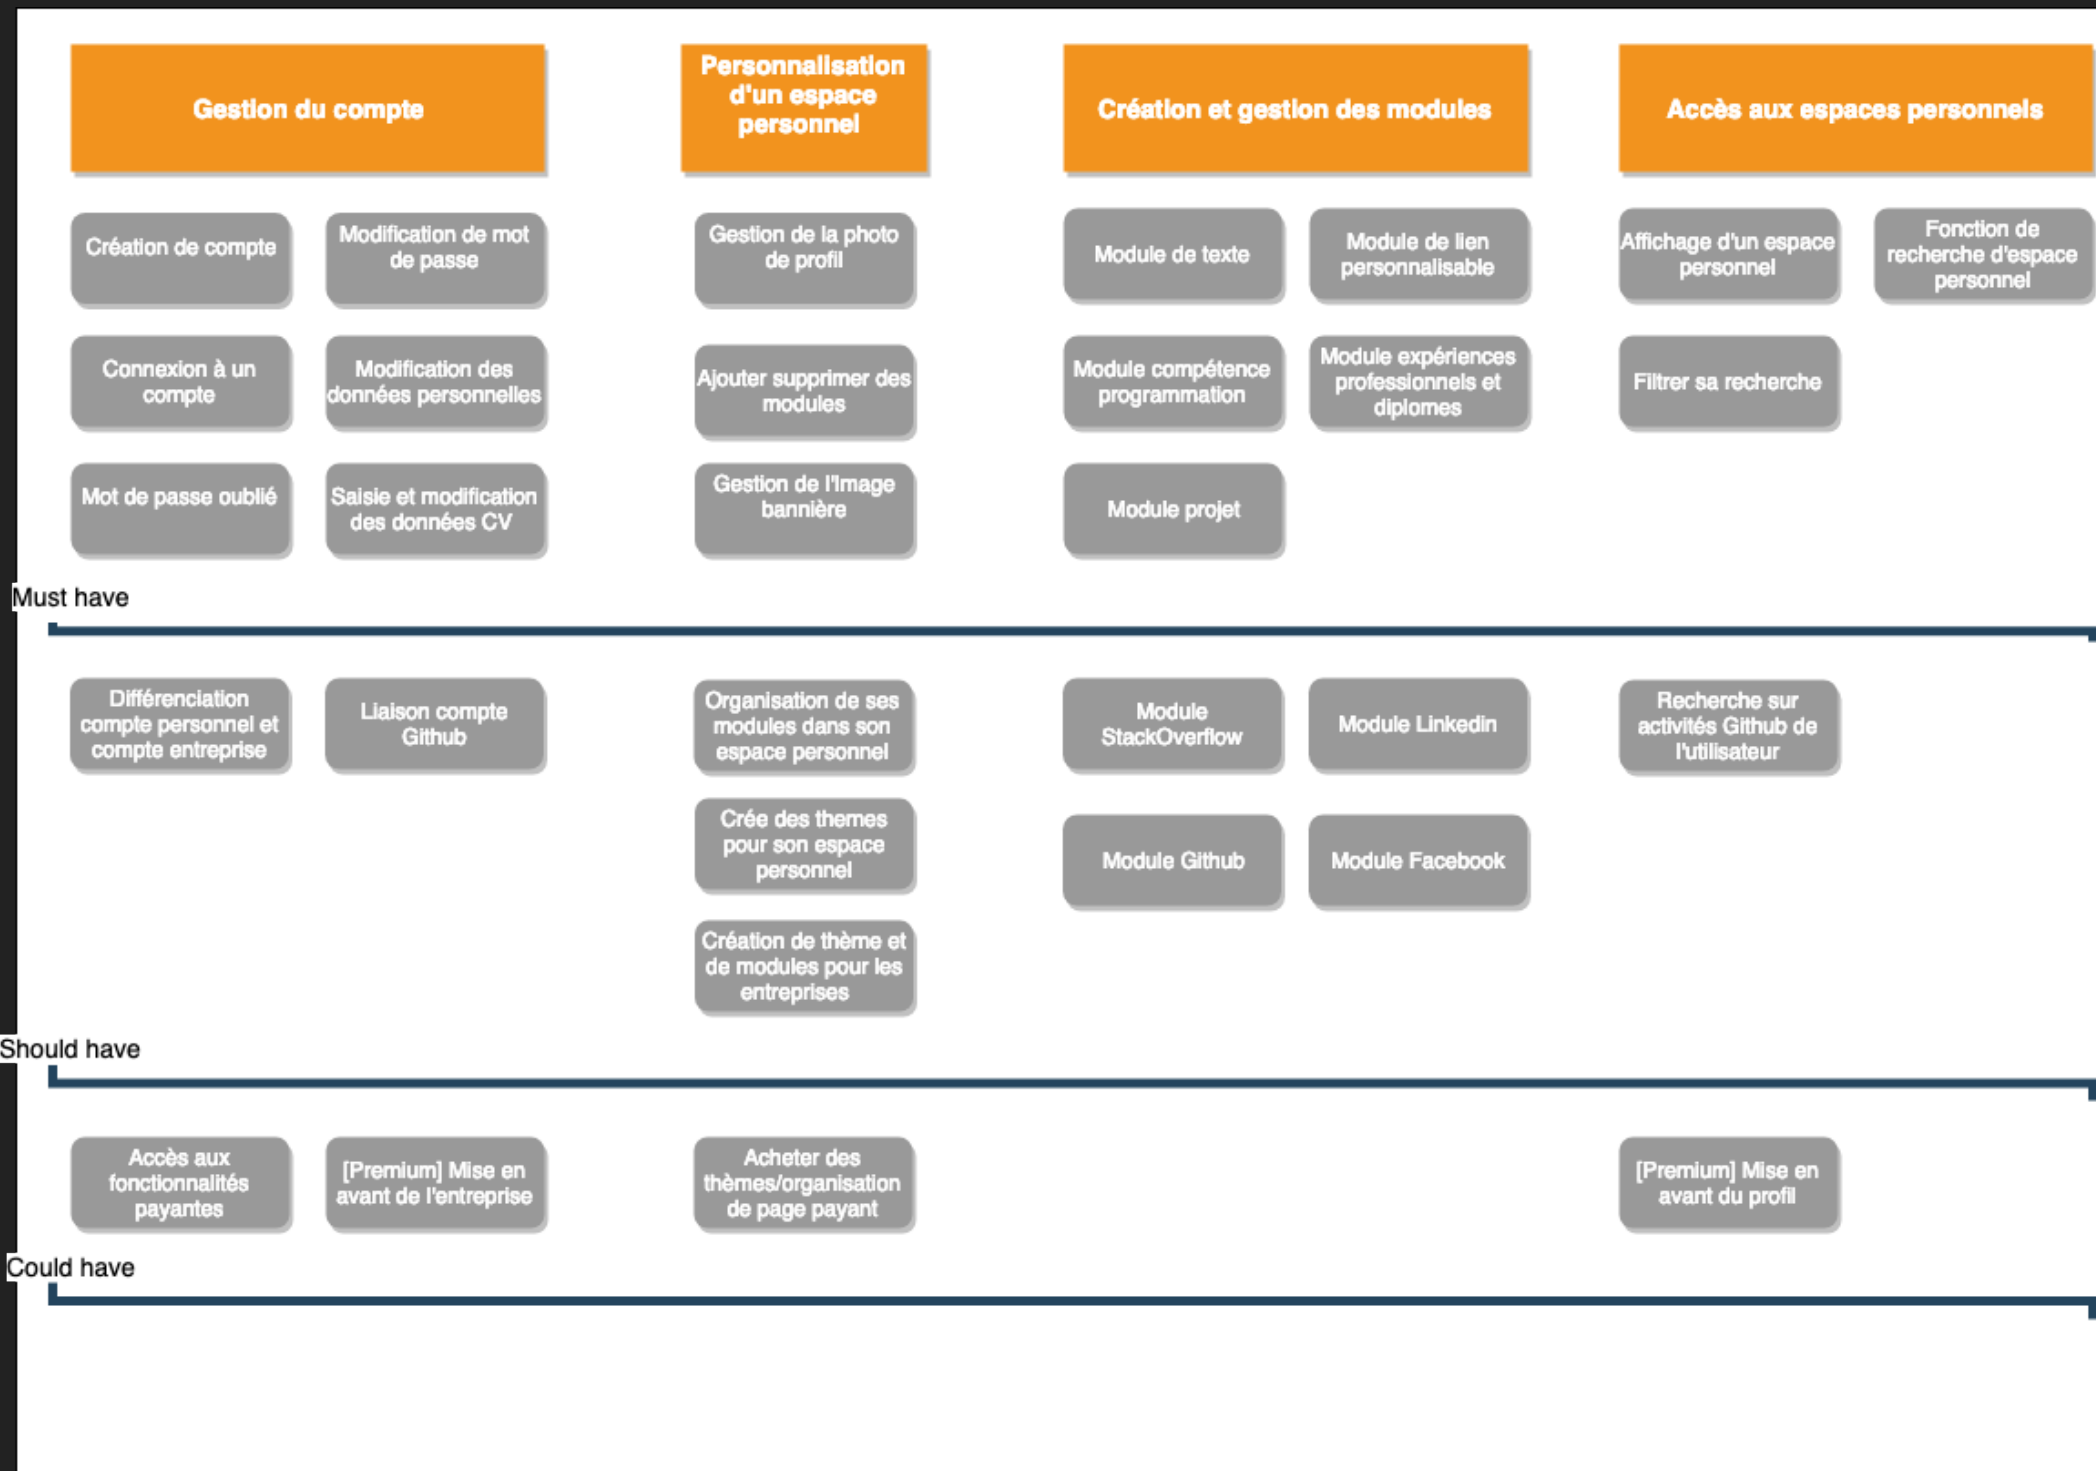 Gestion du compte
Personnalisation
d'un espace
personnel
Création et gestion des modules
Accès aux espaces personnels
Création de compte
Modification de mot
de passe
Gestion de la photo
de profil
Module de texte
Module de lien
personnalisable
Affichage d'un espace
personnel
Fonction de
recherche d'espace
personnel
Connexion à un
compte
Modification des
données personnelles
Ajouter supprimer des
modules
Module compétence
programmation
Module expériences
professionnels et
diplomes
Filtrer sa recherche
Mot de passe oublié
Saisie et modification
des données CV
Gestion de l'Image
bannière
Module projet
Must have
Différenciation
compte personnel et
compte entreprise
Liaison compte
Github
Organisation de ses
modules dans son
espace personnel
Module
StackOverflow
Module Linkedin
Recherche sur
activités Github de
l'utilisateur
Crée des themes
pour son espace
personnel
Module Github
Module Facebook
Création de thème et
de modules pour les
entreprises
Should have
Accès aux
fonctionnalités
payantes
[Premium] Mise en
avant de l'entreprise
Acheter des
thèmes/organisation
de page payant
[Premium] Mise en
avant du profil
Could have